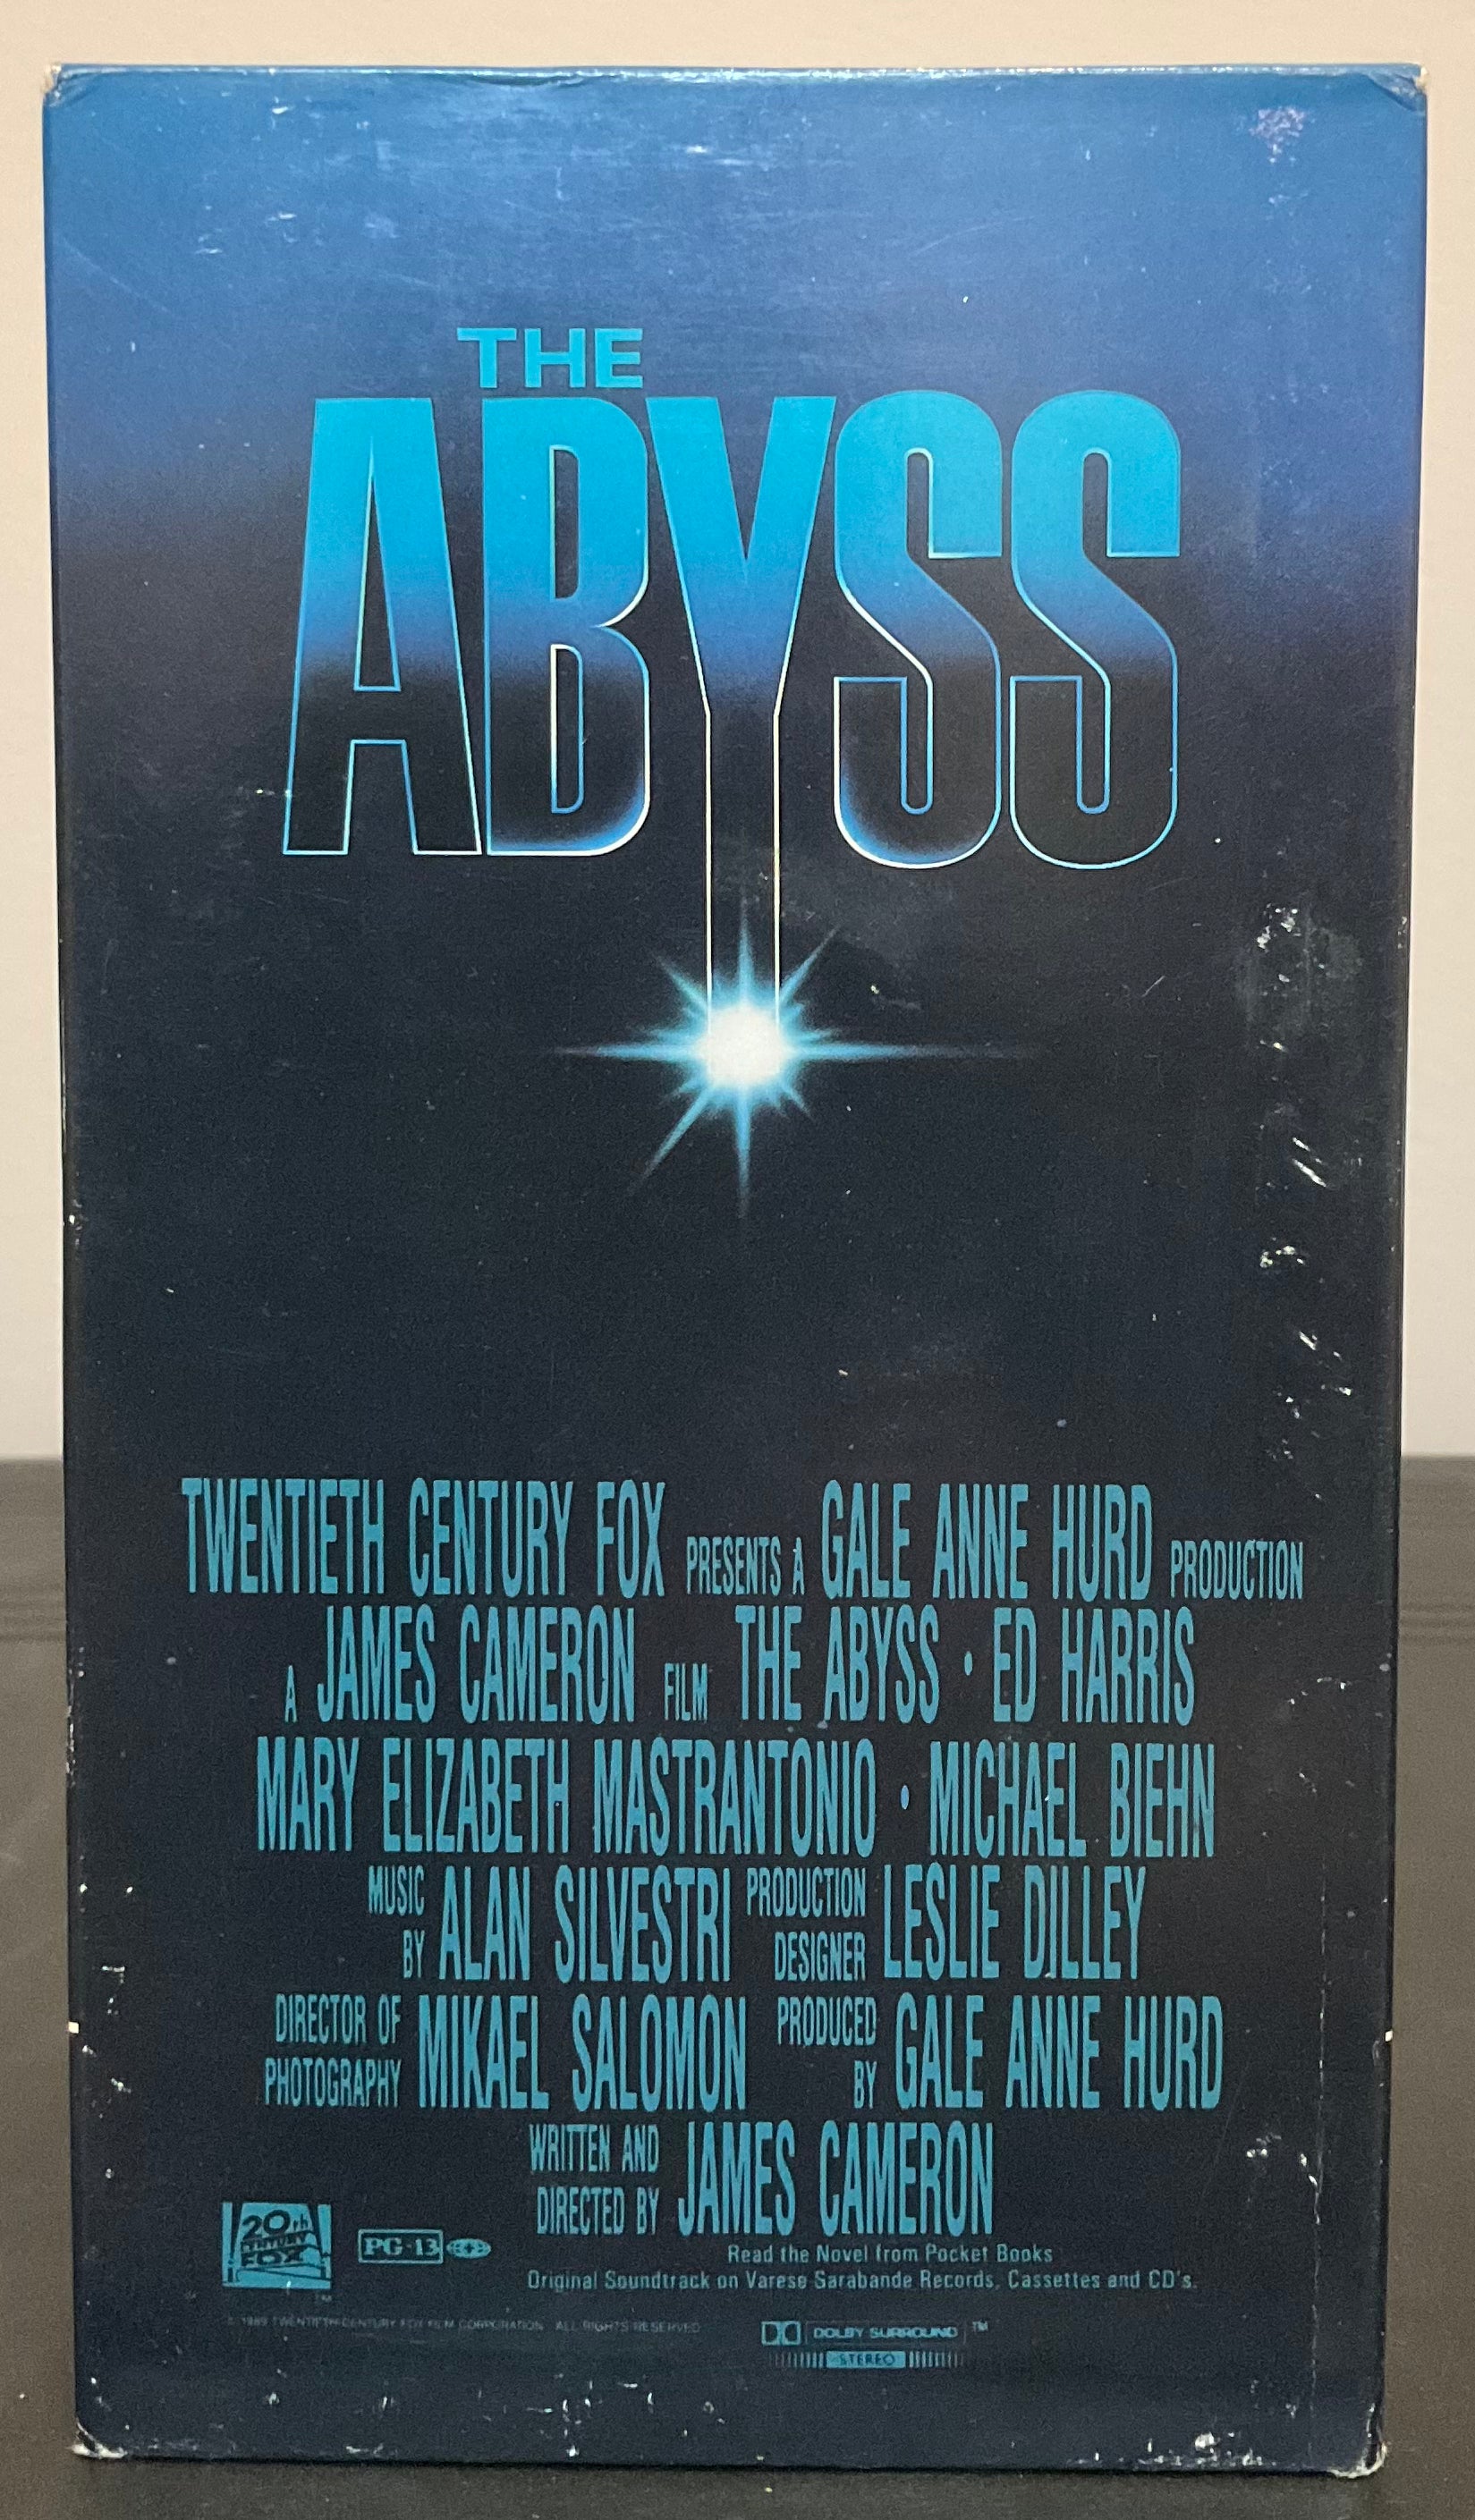 THE
ABYSS
TWENTIETH CENTURY FOX PRESENTS A GALE ANNE HURD PRODUCTION
A JAMES CAMERON FILM THE ABYSS · ED HARRIS
MARY ELIZABETH MASTRANTONIO · MICHAEL BIEHN
MUSIC BY ALAN SILVESTRI PRODUCTION DESIGNER LESLIE DILLEY
DIRECTOR OF PHOTOGRAPHY MIKAEL SALOMON PRODUCED BY GALE ANNE HURD
WRITTEN AND DIRECTED BY JAMES CAMERON
20th CENTURY FOX TM
PG-13
Read the Novel from Pocket Books
Original Soundtrack on Varese Sarabande Records, Cassettes and CD's.
© 1989 TWENTIETH CENTURY FOX FILM CORPORATION. ALL RIGHTS RESERVED
DOLBY SURROUND TM
STEREO